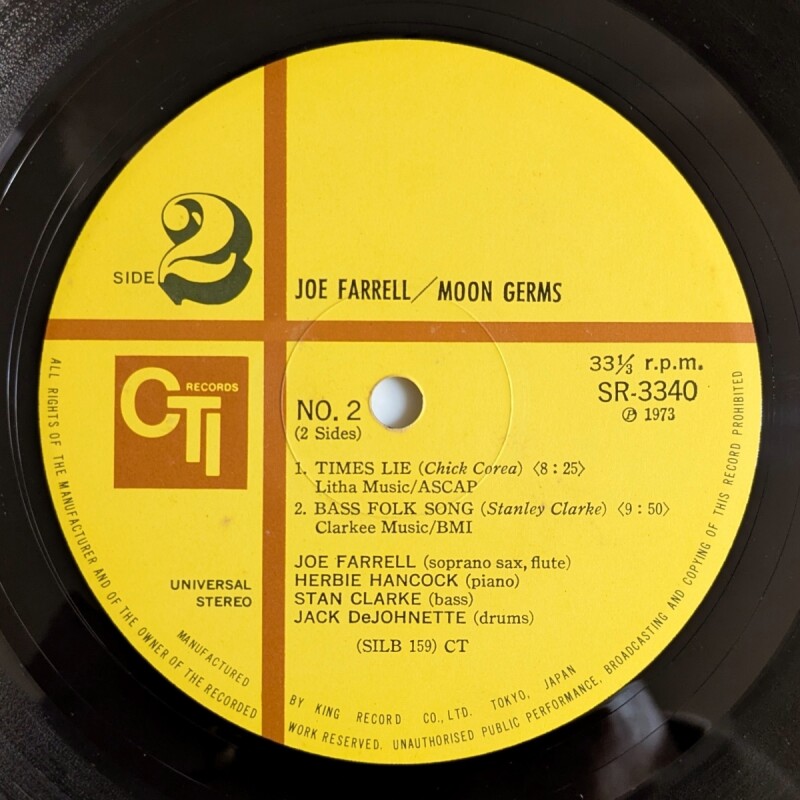 SIDE 2
JOE FARRELL/MOON GERMS
CTI RECORDS
33⅓ r.p.m.
SR-3340
Ⓟ 1973
NO. 2
(2 Sides)
1. TIMES LIE (Chick Corea) 〈8:25〉
Litha Music/ASCAP
2. BASS FOLK SONG (Stanley Clarke) 〈9:50〉
Clarkee Music/BMI
JOE FARRELL (soprano sax, flute)
HERBIE HANCOCK (piano)
STAN CLARKE (bass)
JACK DeJOHNETTE (drums)
(SILB 159) CT
UNIVERSAL
STEREO
MANUFACTURED BY KING RECORD CO., LTD. TOKYO, JAPAN
ALL RIGHTS OF THE MANUFACTURER AND OF THE OWNER OF THE RECORDED WORK RESERVED. UNAUTHORISED PUBLIC PERFORMANCE, BROADCASTING AND COPYING OF THIS RECORD PROHIBITED